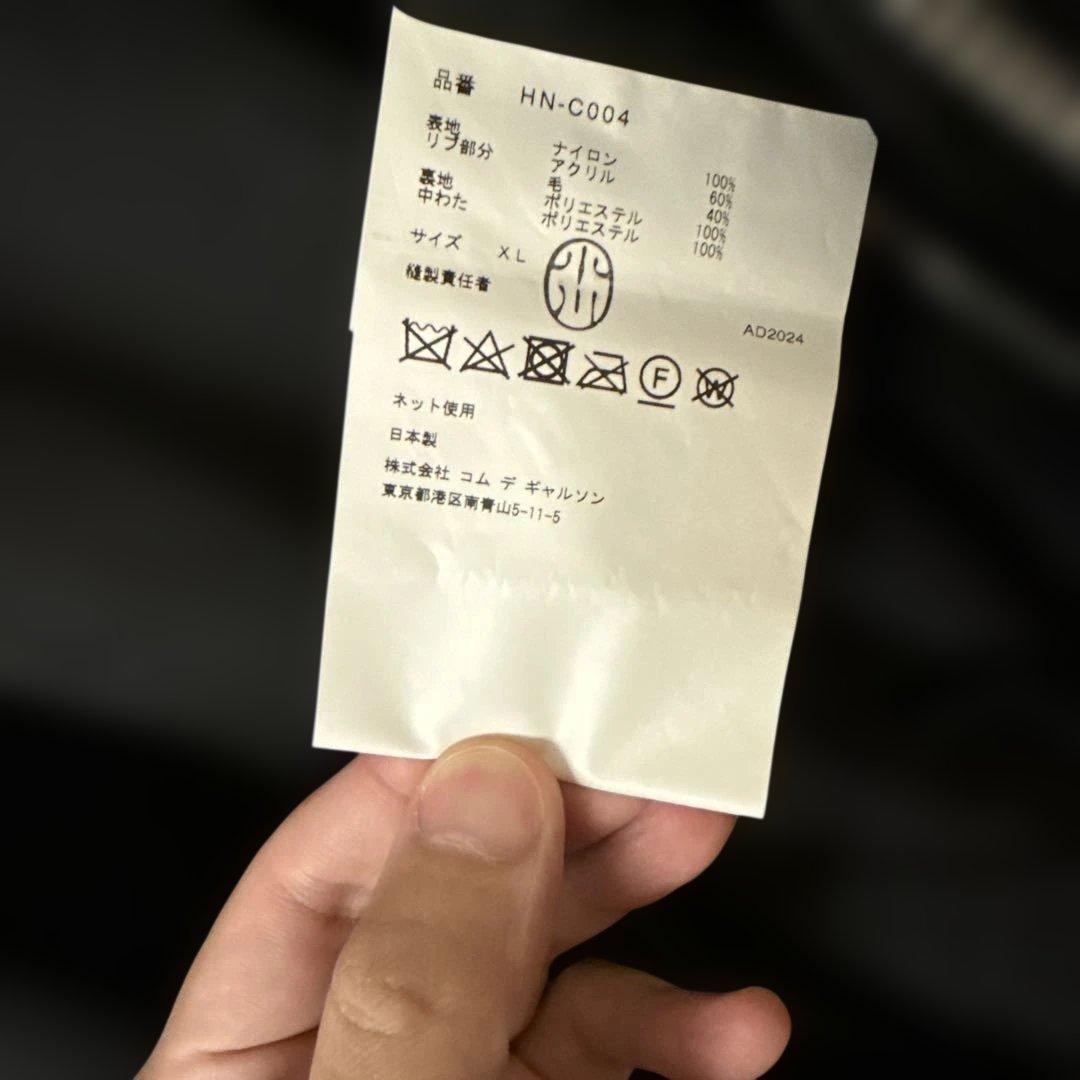 品番 HN-C004
表地 ナイロン 100%
リブ部分 アクリル 60%
毛 40%
裏地 ポリエステル 100%
中わた ポリエステル 100%
サイズ XL
縫製責任者 小川
AD2024
F W
ネット使用
日本製
株式会社 コム デ ギャルソン
東京都港区南青山5-11-5